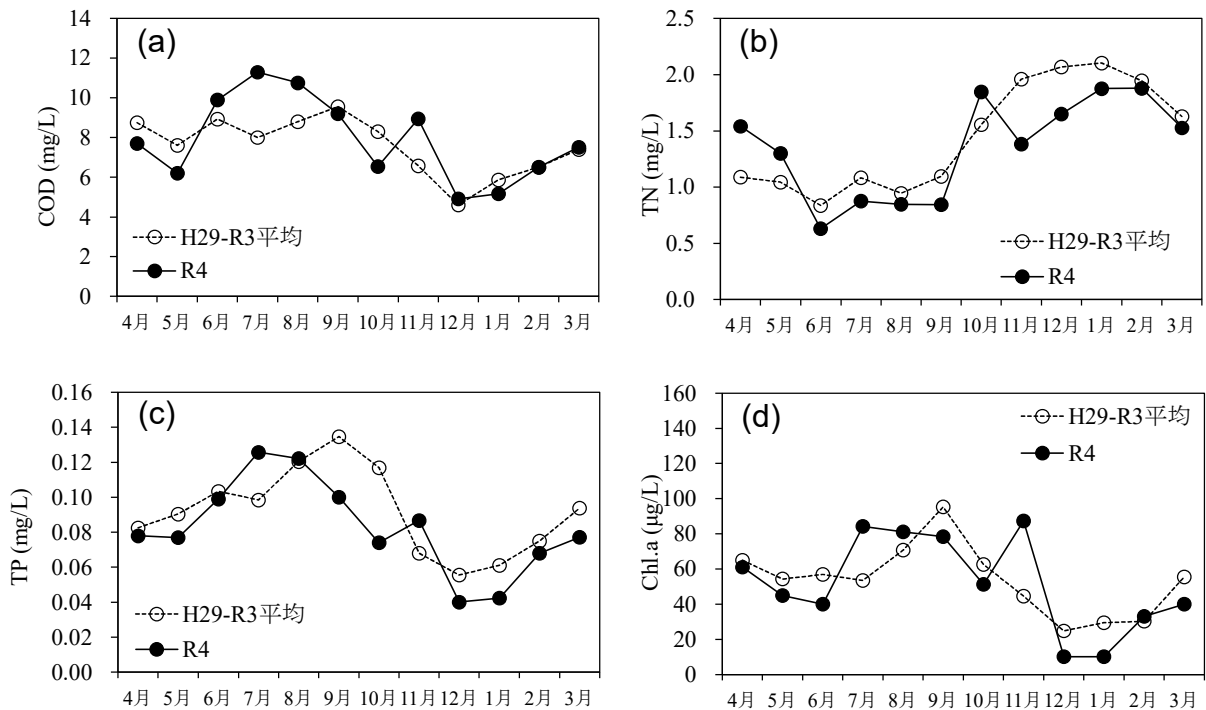 (a)
COD (mg/L)
14
12
10
8
6
4
2
0
H29-R3平均
R4
4月 5月 6月 7月 8月 9月 10月 11月 12月 1月 2月 3月
(b)
TN (mg/L)
2.5
2.0
1.5
1.0
0.5
0.0
H29-R3平均
R4
4月 5月 6月 7月 8月 9月 10月 11月 12月 1月 2月 3月
(c)
TP (mg/L)
0.16
0.14
0.12
0.10
0.08
0.06
0.04
0.02
0.00
H29-R3平均
R4
4月 5月 6月 7月 8月 9月 10月 11月 12月 1月 2月 3月
(d)
Chl.a (μg/L)
160
140
120
100
80
60
40
20
0
H29-R3平均
R4
4月 5月 6月 7月 8月 9月 10月 11月 12月 1月 2月 3月